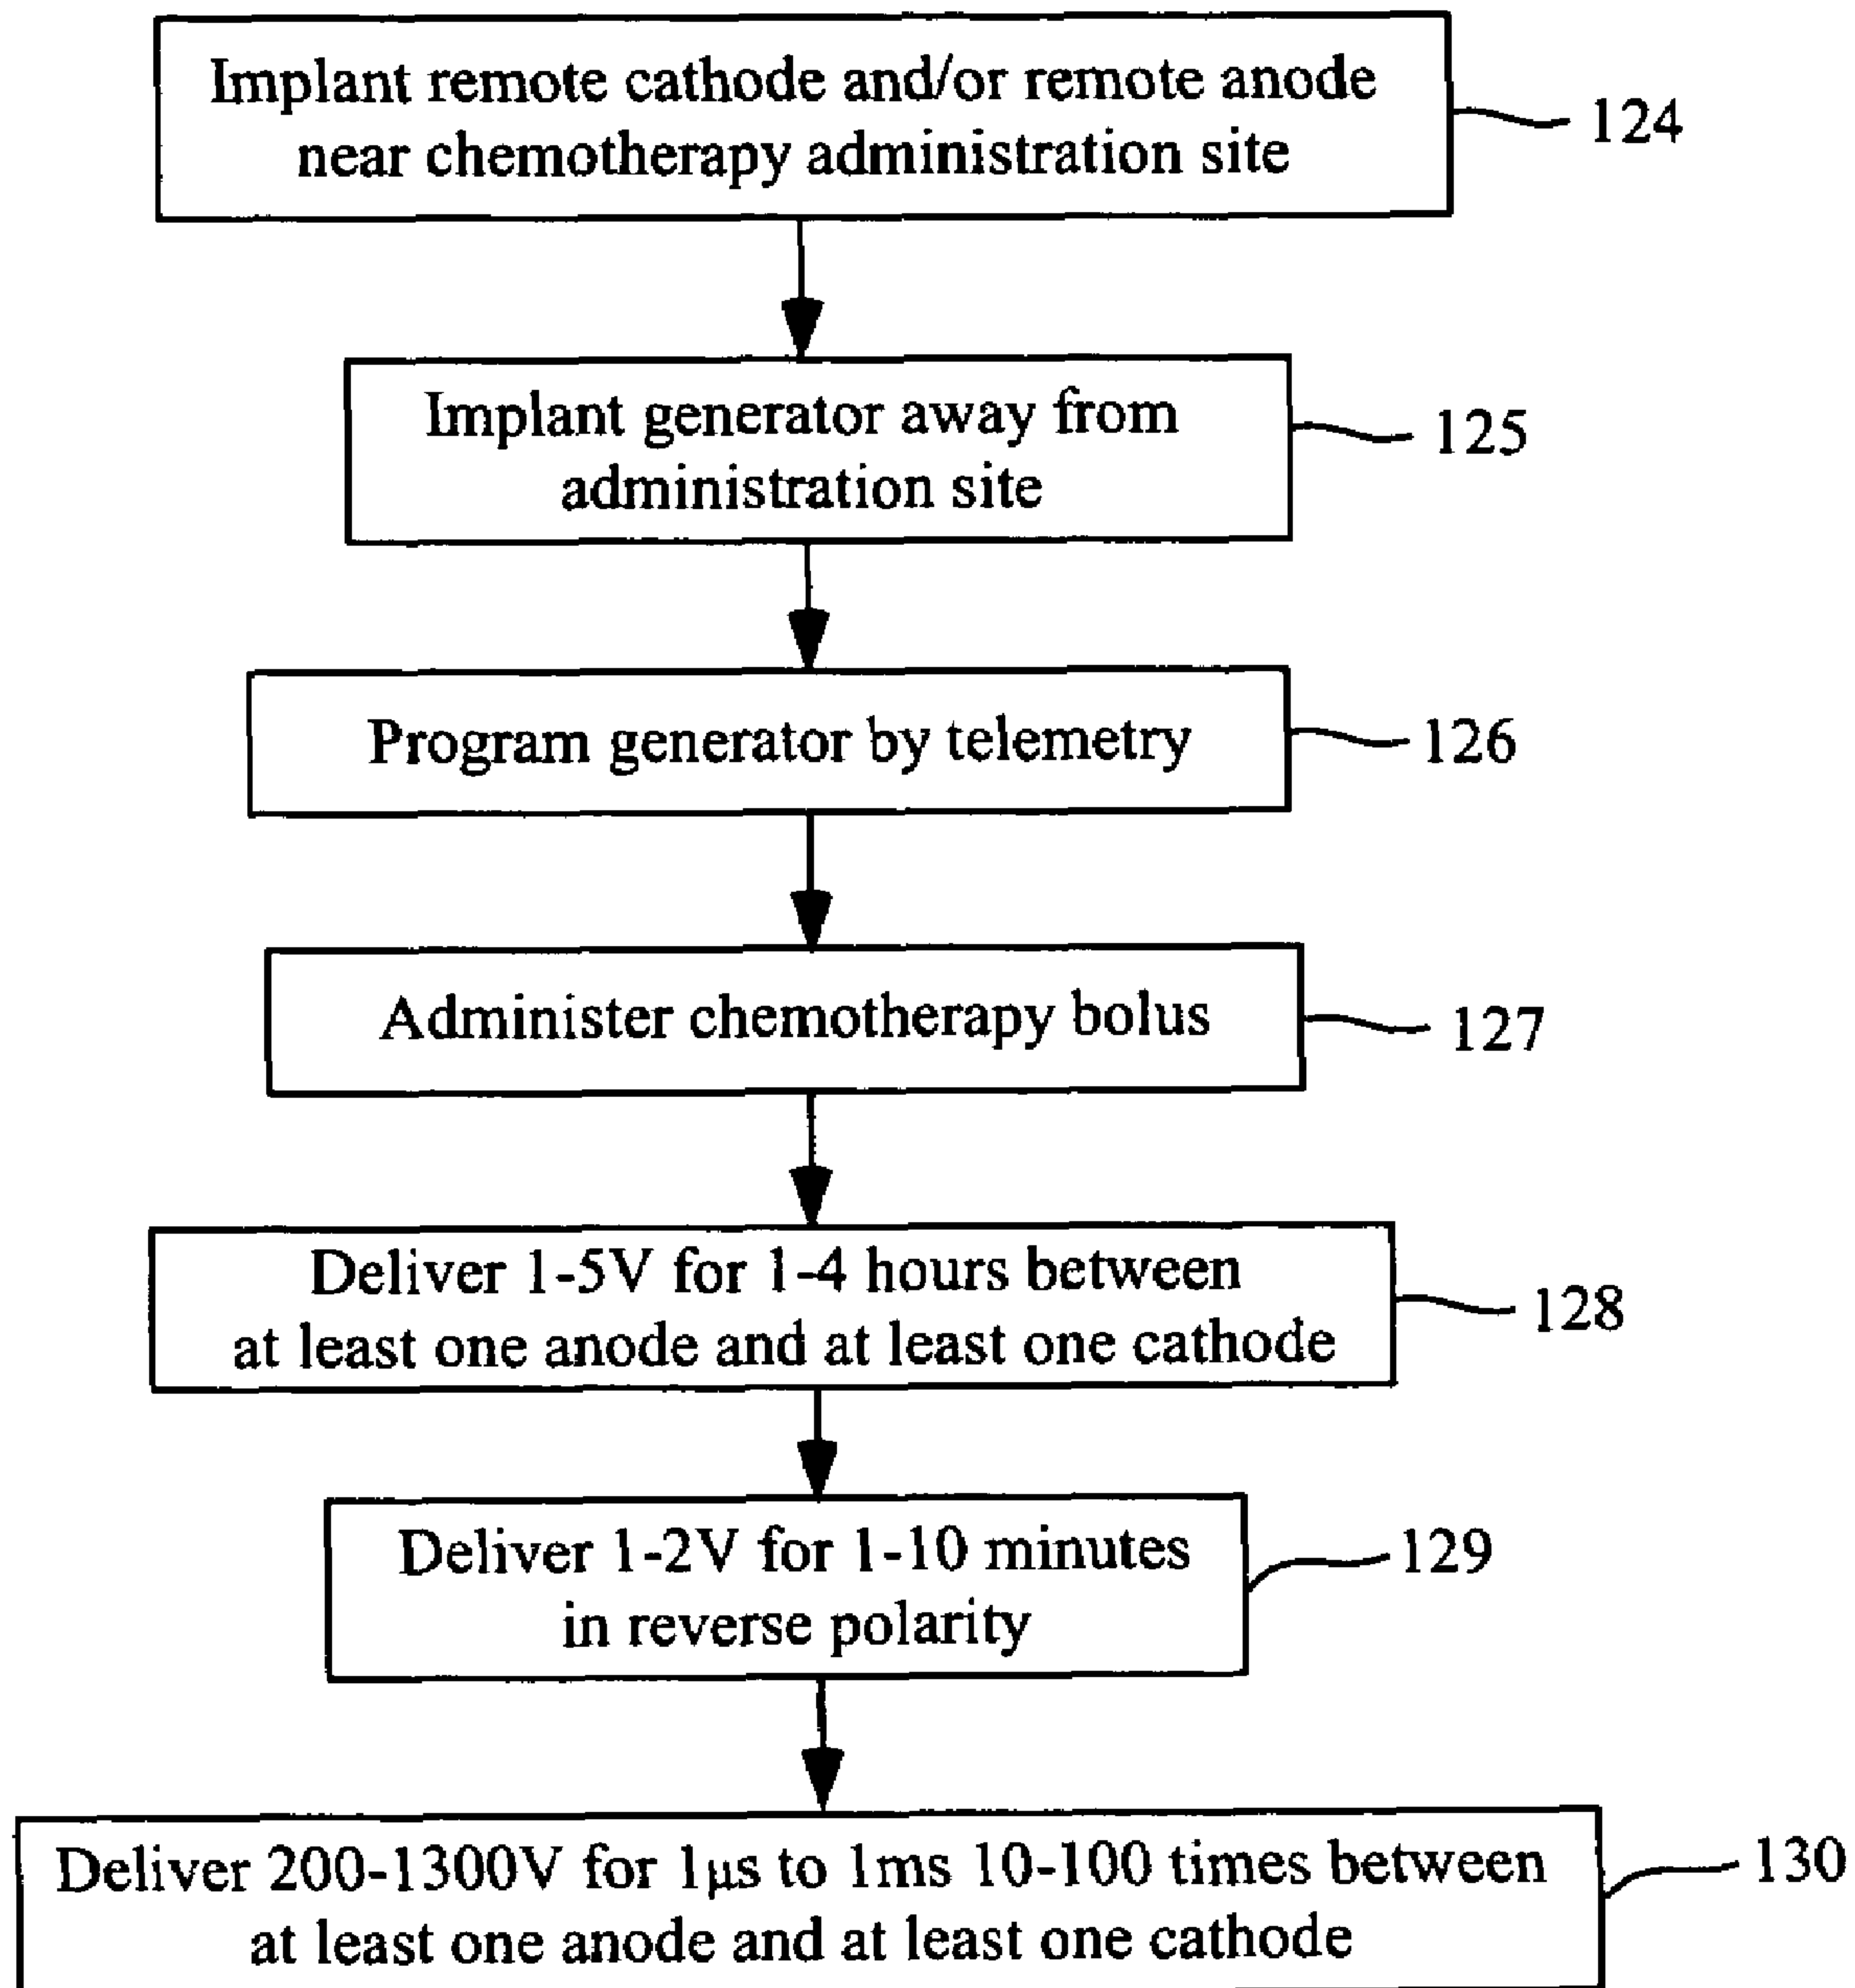 Implant remote cathode and/or remote anode
near chemotherapy administration site
124
Implant generator away from
administration site
125
Program generator by telemetry
126
Administer chemotherapy bolus
127
Deliver 1-5V for 1-4 hours between
at least one anode and at least one cathode
128
Deliver 1-2V for 1-10 minutes
in reverse polarity
129
Deliver 200-1300V for 1μs to 1ms 10-100 times between
at least one anode and at least one cathode
130